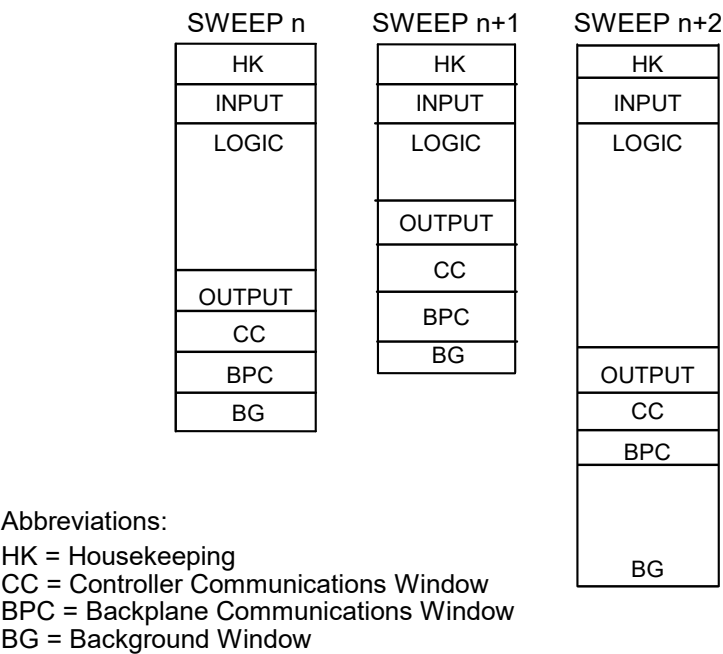 SWEEP n
HK
INPUT
LOGIC
OUTPUT
CC
BPC
BG
SWEEP n+1
HK
INPUT
LOGIC
OUTPUT
CC
BPC
BG
SWEEP n+2
HK
INPUT
LOGIC
OUTPUT
CC
BPC
BG
Abbreviations:
HK = Housekeeping
CC = Controller Communications Window
BPC = Backplane Communications Window
BG = Background Window